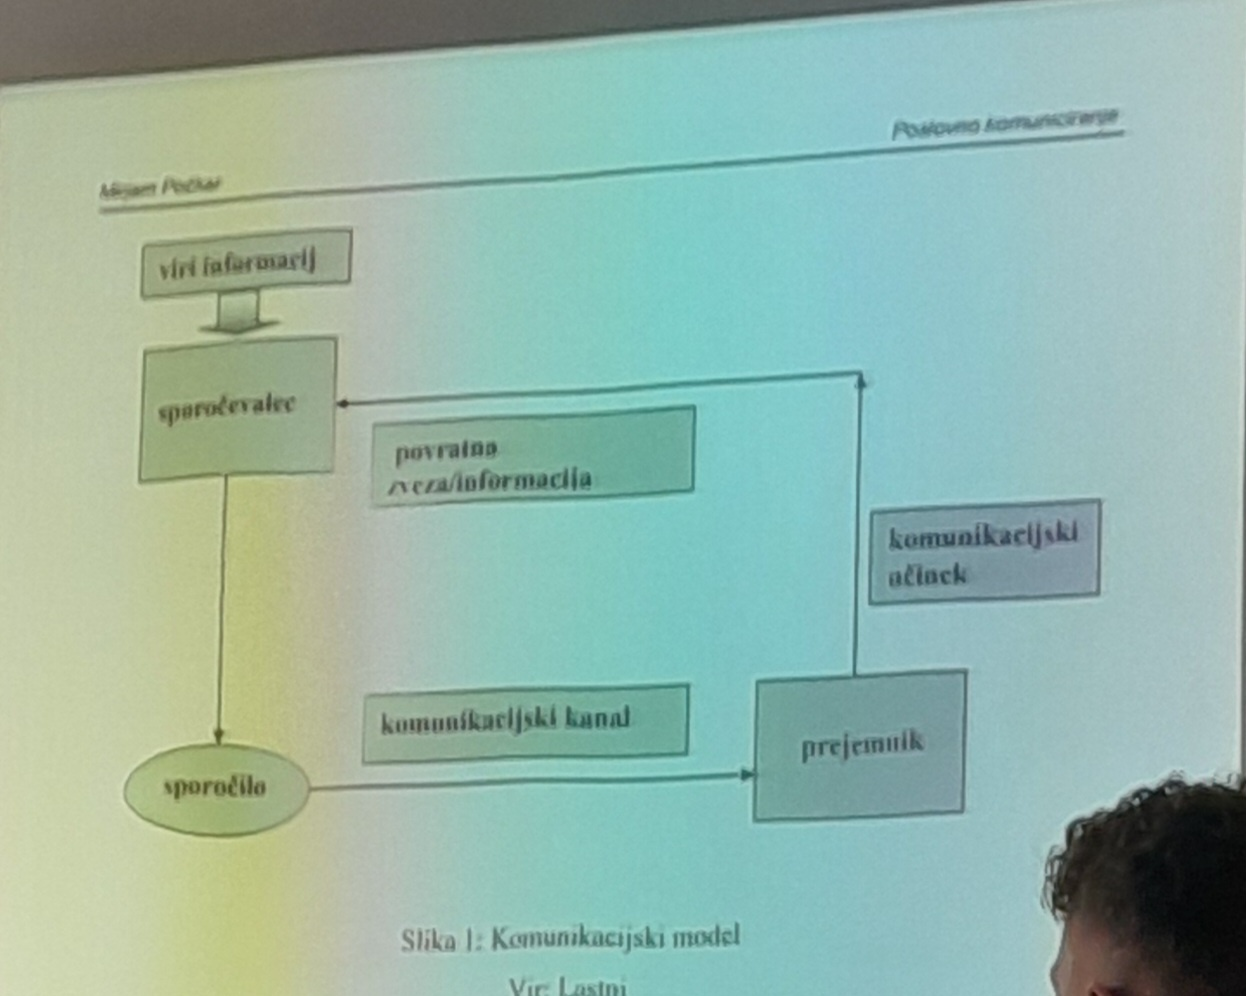 Poslovno komuniciranje
Mirjam Počkar
viri informacij
sporočevalec
povratna
zveza/informacija
komunikacijski
učinek
komunikacijski kanal
prejemnik
sporočilo
Slika 1: Komunikacijski model
Vir: Lastni